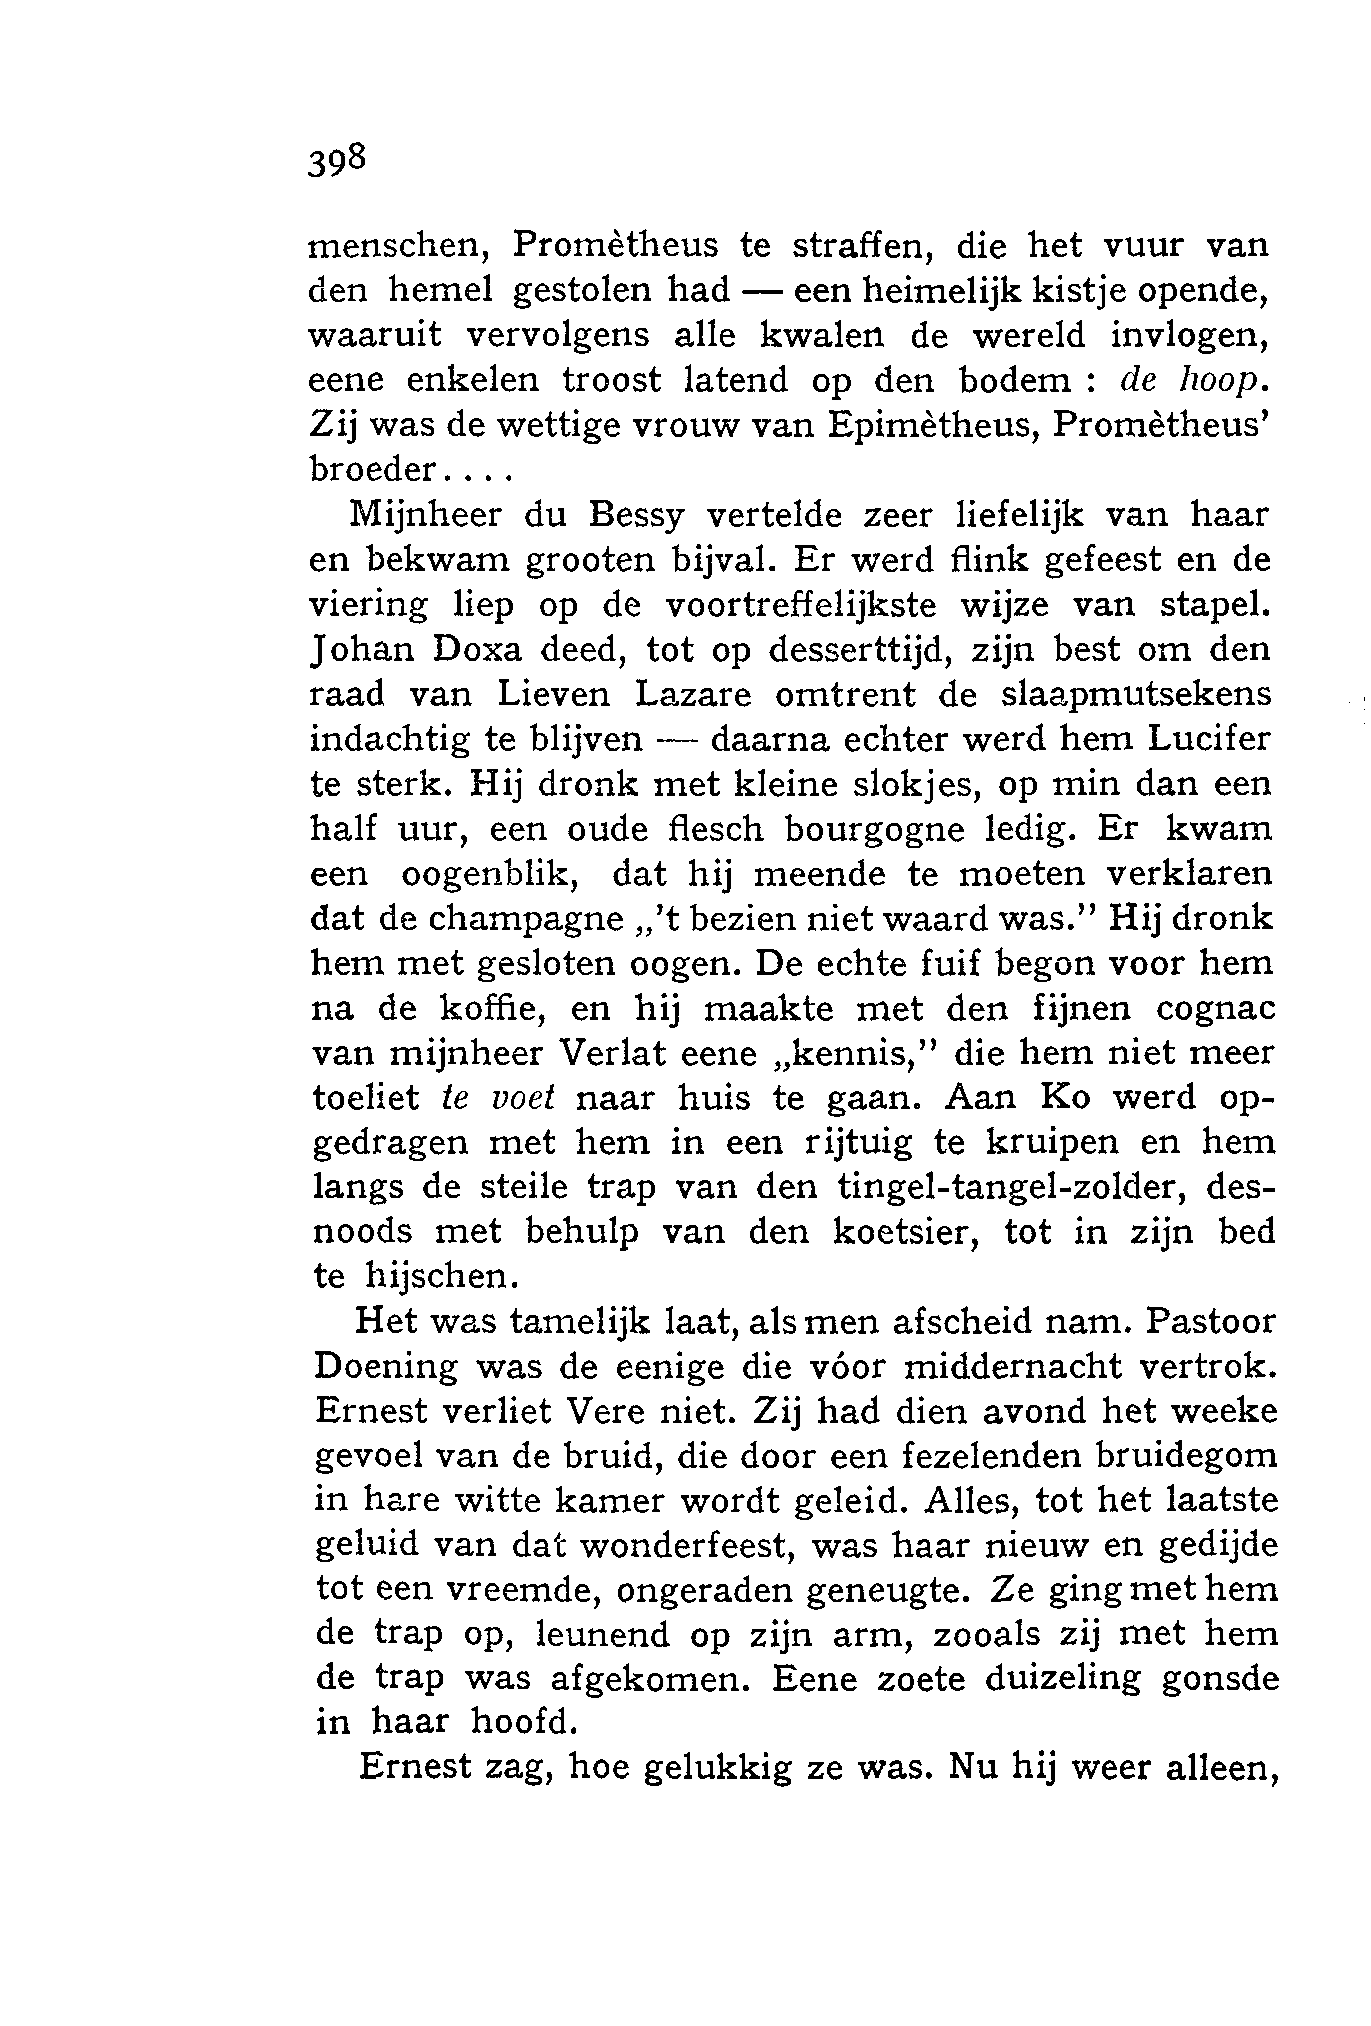 398
menschen, Promètheus te straffen, die het vuur van
den hemel gestolen had — een heimelijk kistje opende,
waaruit vervolgens alle kwalen de wereld invlogen,
eene enkelen troost latend op den bodem : de hoop.
Zij was de wettige vrouw van Epimètheus, Promètheus'
broeder....
Mijnheer du Bessy vertelde zeer liefelijk van haar
en bekwam grooten bijval. Er werd flink gefeest en de
viering liep op de voortreffelijkste wijze van stapel.
Johan Doxa deed, tot op desserttijd, zijn best om den
raad van Lieven Lazare omtrent de slaapmutsekens
indachtig te blijven — daarna echter werd hem Lucifer
te sterk. Hij dronk met kleine slokjes, op min dan een
half uur, een oude flesch bourgogne ledig. Er kwam
een oogenblik, dat hij meende te moeten verklaren
dat de champagne „'t bezien niet waard was.” Hij dronk
hem met gesloten oogen. De echte fuif begon voor hem
na de koffie, en hij maakte met den fijnen cognac
van mijnheer Verlat eene „kennis,” die hem niet meer
toeliet te voet naar huis te gaan. Aan Ko werd op-
gedragen met hem in een rijtuig te kruipen en hem
langs de steile trap van den tingel-tangel-zolder, des-
noods met behulp van den koetsier, tot in zijn bed
te hijschen.
Het was tamelijk laat, als men afscheid nam. Pastoor
Doening was de eenige die vóor middernacht vertrok.
Ernest verliet Vere niet. Zij had dien avond het weeke
gevoel van de bruid, die door een fezelenden bruidegom
in hare witte kamer wordt geleid. Alles, tot het laatste
geluid van dat wonderfeest, was haar nieuw en gedijde
tot een vreemde, ongeraden geneugte. Ze ging met hem
de trap op, leunend op zijn arm, zooals zij met hem
de trap was afgekomen. Eene zoete duizeling gonsde
in haar hoofd.
Ernest zag, hoe gelukkig ze was. Nu hij weer alleen,